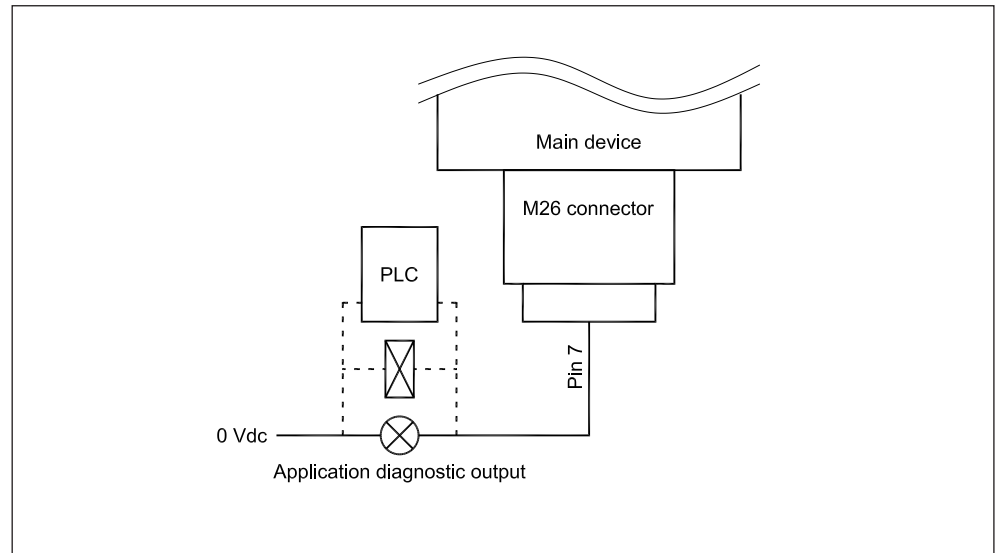 Main device
M26 connector
PLC
Pin 7
0 Vdc
Application diagnostic output